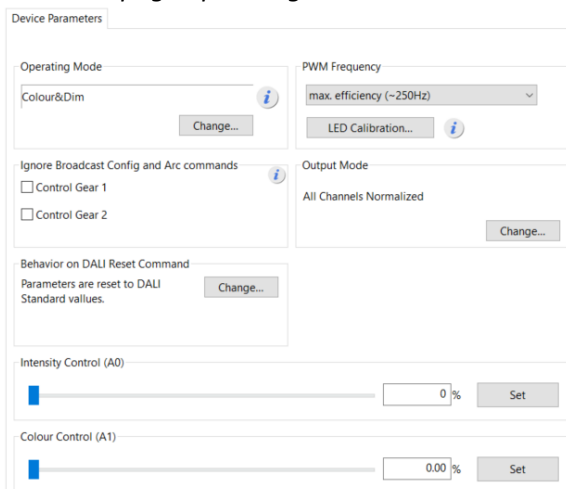 Device Parameters
Operating Mode
Colour&Dim
i
Change...
PWM Frequency
max. efficiency (~250Hz)
LED Calibration...
i
Ignore Broadcast Config and Arc commands
i
Control Gear 1
Control Gear 2
Output Mode
All Channels Normalized
Change...
Behavior on DALI Reset Command
Parameters are reset to DALI
Standard vallues.
Change...
Intensity Control (A0)
0 % Set
Colour Control (A1)
0.00 % Set